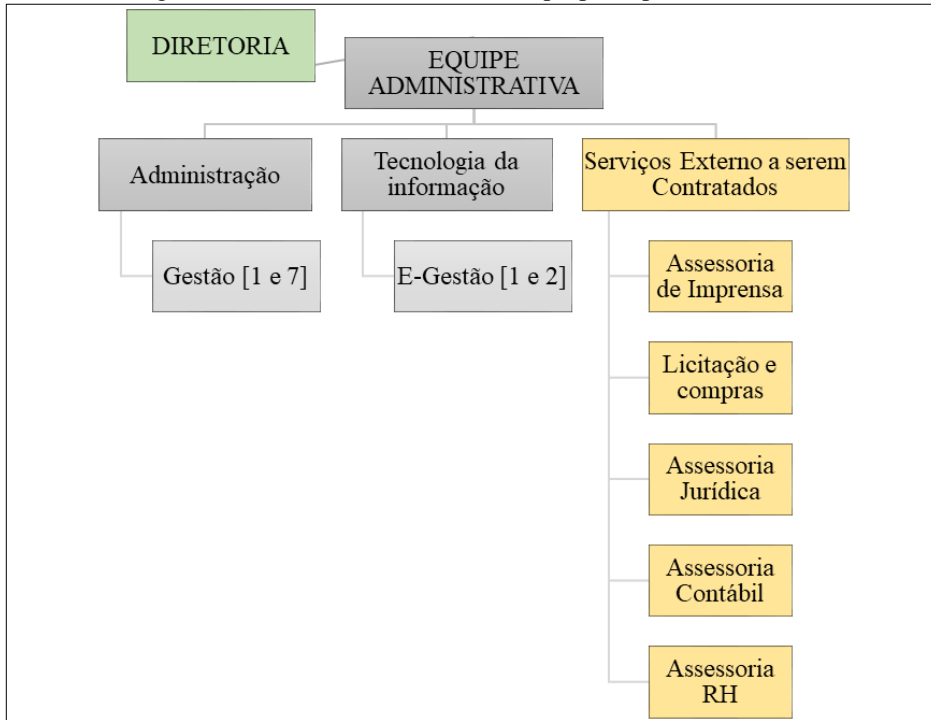 DIRETORIA
EQUIPE
ADMINISTRATIVA
Administração
Tecnologia da
informação
Serviços Externo a serem
Contratados
Gestão [1 e 7]
E-Gestão [1 e 2]
Assessoria
de Imprensa
Licitação e
compras
Assessoria
Jurídica
Assessoria
Contábil
Assessoria
RH